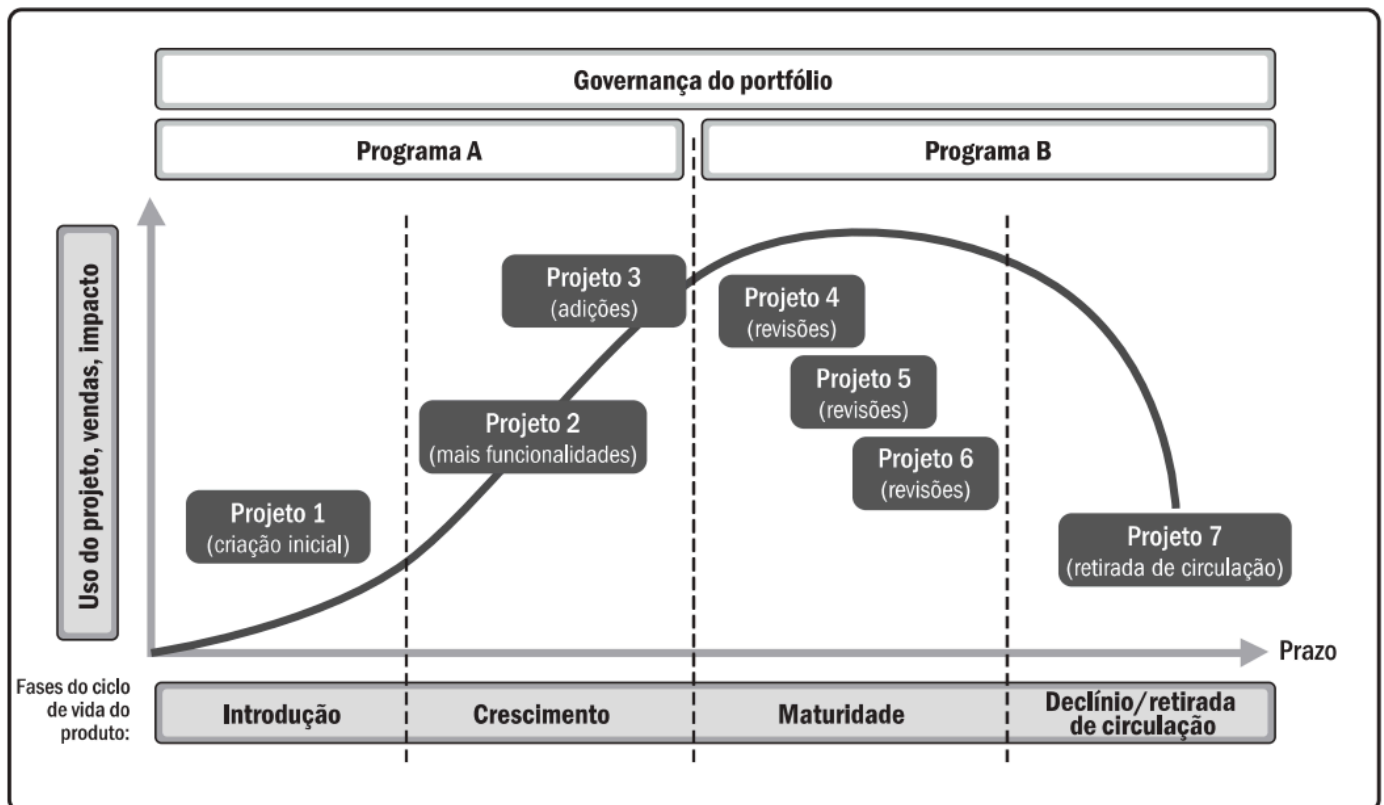 Governança do portfólio
Programa A
Programa B
Uso do projeto, vendas, impacto
Projeto 3
(adições)
Projeto 4
(revisões)
Projeto 5
(revisões)
Projeto 2
(mais funcionalidades)
Projeto 6
(revisões)
Projeto 1
(criação inicial)
Projeto 7
(retirada de circulação)
Prazo
Fases do ciclo
de vida do
produto:
Introdução
Crescimento
Maturidade
Declínio/retirada
de circulação